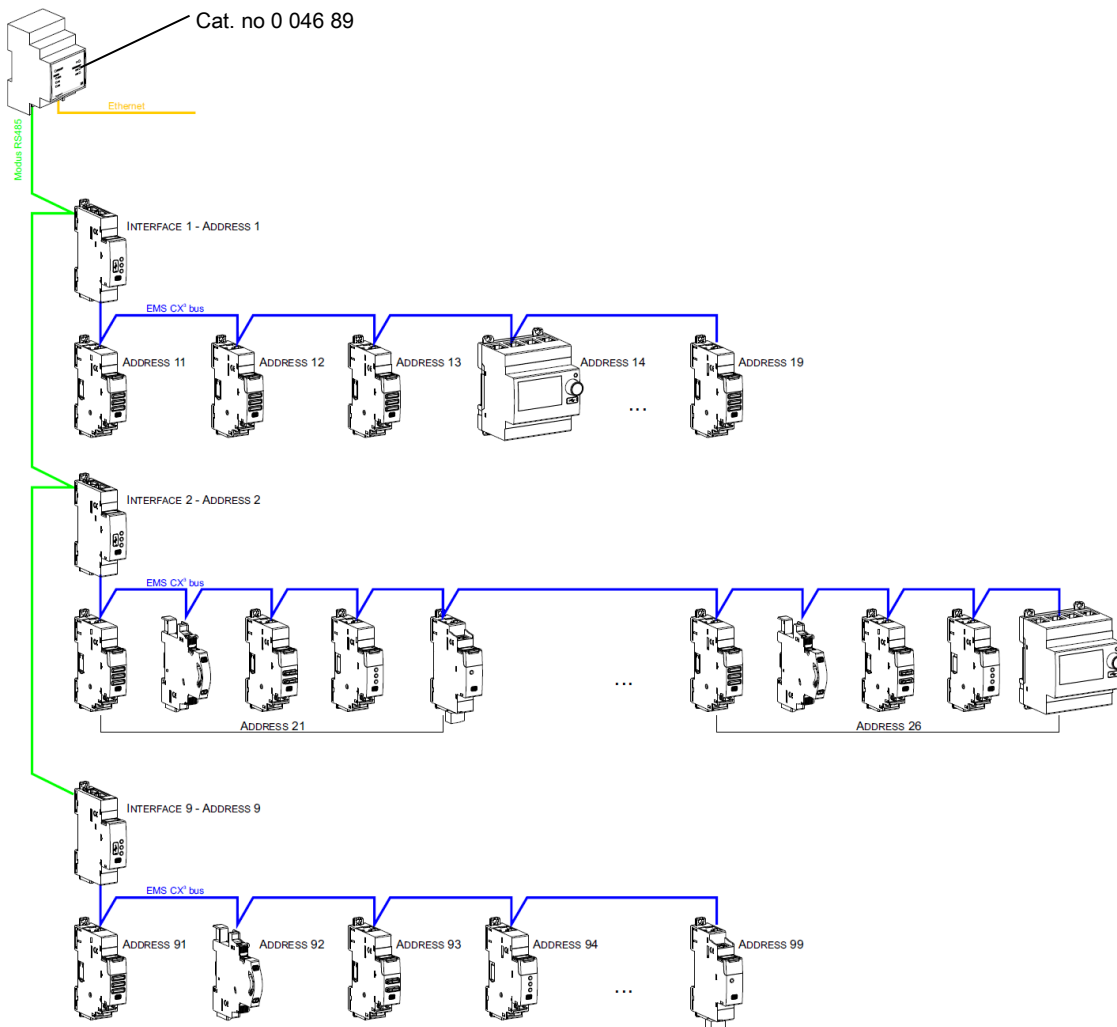 Cat. no 0 046 89
Ethernet
Modus RS485
INTERFACE 1 - ADDRESS 1
EMS CX³ bus
ADDRESS 11
ADDRESS 12
ADDRESS 13
ADDRESS 14
ADDRESS 19
...
INTERFACE 2 - ADDRESS 2
EMS CX³ bus
...
ADDRESS 21
ADDRESS 26
INTERFACE 9 - ADDRESS 9
EMS CX³ bus
ADDRESS 91
ADDRESS 92
ADDRESS 93
ADDRESS 94
ADDRESS 99
...